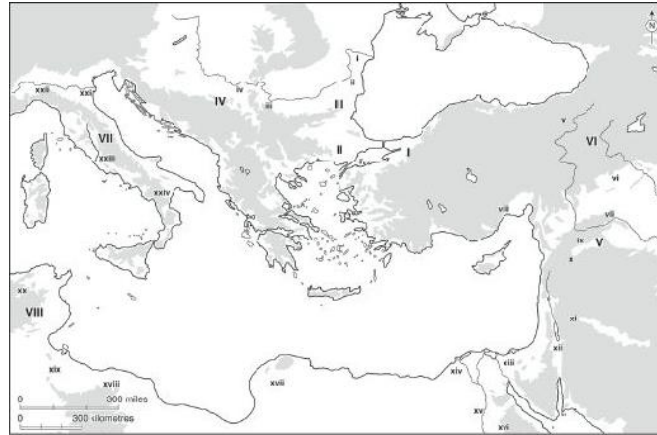 N
i
xxii
xxi
iv
ii
IV
iii
III
v
VII
II
I
VI
xxiii
vi
xxiv
viii
vii
ix
V
x
xx
VIII
xi
xii
xix
xiv
xiii
xviii
xvii
0 300 miles
0 300 kilometres
xv
xvi